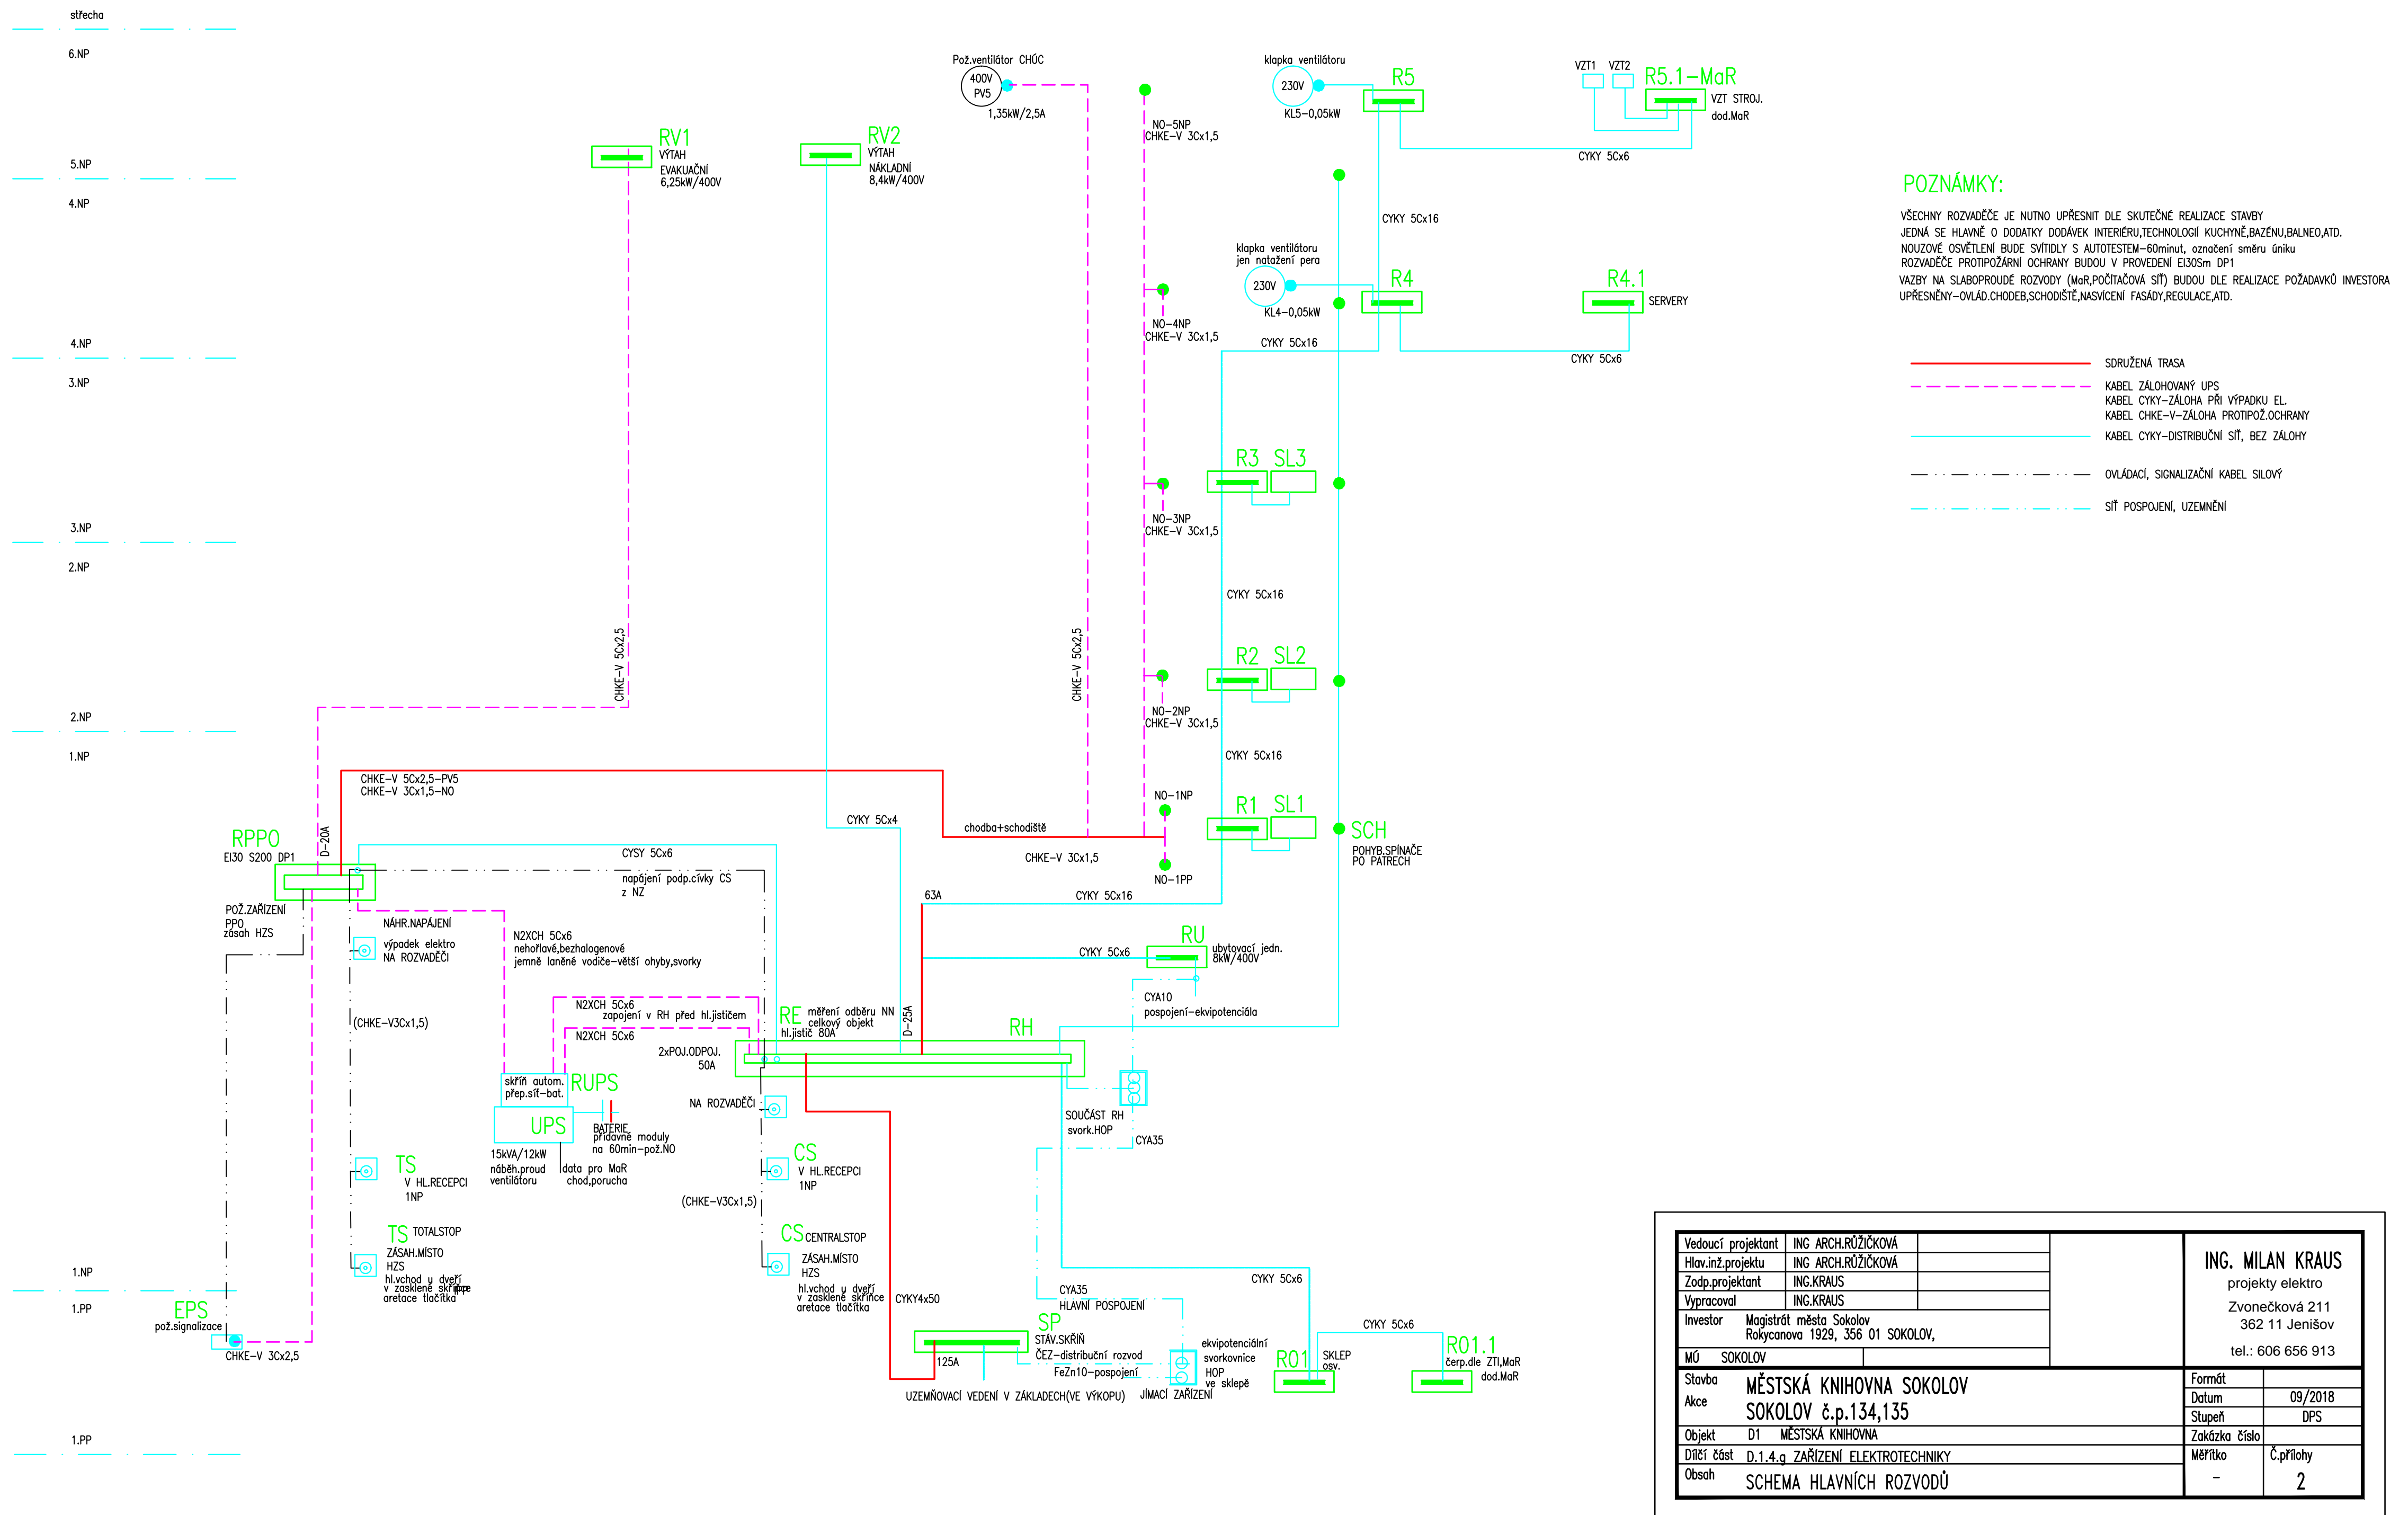 střecha
6.NP
5.NP
4.NP
4.NP
3.NP
3.NP
2.NP
2.NP
1.NP
1.NP
1.PP
1.PP
RV1
VÝTAH
EVAKUAČNÍ
6,25kW/400V
RV2
VÝTAH
NÁKLADNÍ
8,4kW/400V
Pož.ventilátor CHÚC
400V
PV5
1,35kW/2,5A
NO-5NP
CHKE-V 3Cx1,5
klapka ventilátoru
230V
KL5-0,05kW
R5
VZT1
VZT2
R5.1-MaR
VZT STROJ.
dod.MaR
CYKY 5Cx6
CYKY 5Cx16
klapka ventilátoru
jen natažení pera
230V
KL4-0,05kW
R4
R4.1
SERVERY
CYKY 5Cx16
CYKY 5Cx6
NO-4NP
CHKE-V 3Cx1,5
R3
SL3
NO-3NP
CHKE-V 3Cx1,5
CYKY 5Cx16
CHKE-V 5Cx2,5
CHKE-V 5Cx2,5
R2
SL2
NO-2NP
CHKE-V 3Cx1,5
CYKY 5Cx16
CHKE-V 5Cx2,5-PV5
CHKE-V 3Cx1,5-NO
NO-1NP
R1
SL1
SCH
POHYB.SPÍNAČE
PO PATRECH
CYKY 5Cx4
chodba+schodiště
CHKE-V 3Cx1,5
NO-1PP
RPPO
EI30 S200 DP1
D-20A
CYSY 5Cx6
napájení podp.cívky CS
z NZ
63A
CYKY 5Cx16
POŽ.ZAŘÍZENÍ
PPO
zásah HZS
NÁHR.NAPÁJENÍ
výpadek elektro
NA ROZVADĚČI
N2XCH 5Cx6
nehořlavé,bezhalogenové
jemně laněné vodiče-větší ohyby,svorky
RU
ubytovací jedn.
8kW/400V
CYKY 5Cx6
CYA10
pospojení-ekvipotenciála
(CHKE-V3Cx1,5)
N2XCH 5Cx6
zapojení v RH před hl.jističem
N2XCH 5Cx6
RE
měření odběru NN
celkový objekt
hl.jistič 80A
D-25A
RH
2xPOJ.ODPOJ.
50A
skříň autom.
přep.síť-bat.
RUPS
UPS
BATERIE
přídavné moduly
na 60min-pož.NO
15kVA/12kW
náběh.proud
ventilátoru
data pro MaR
chod,porucha
NA ROZVADĚČI
SOUČÁST RH
svork.HOP
CYA35
TS
V HL.RECEPCI
1NP
CS
V HL.RECEPCI
1NP
(CHKE-V3Cx1,5)
TS TOTALSTOP
ZÁSAH.MÍSTO
HZS
hl.vchod u dveří
v zasklené skříňce
aretace tlačítka
CS CENTRALSTOP
ZÁSAH.MÍSTO
HZS
hl.vchod u dveří
v zasklené skříňce
aretace tlačítka
CYKY4x50
CYA35
HLAVNÍ POSPOJENÍ
CYKY 5Cx6
EPS
pož.signalizace
CHKE-V 3Cx2,5
SP
STÁV.SKŘÍŇ
ČEZ-distribuční rozvod
125A
FeZn10-pospojení
UZEMŇOVACÍ VEDENÍ V ZÁKLADECH(VE VÝKOPU)
JÍMACÍ ZAŘÍZENÍ
ekvipotenciální
svorkovnice
HOP
ve sklepě
R01
SKLEP
osv.
CYKY 5Cx6
R01.1
čerp.dle ZTI,MaR
dod.MaR
POZNÁMKY:
VŠECHNY ROZVADĚČE JE NUTNO UPŘESNIT DLE SKUTEČNÉ REALIZACE STAVBY
JEDNÁ SE HLAVNĚ O DODATKY DODÁVEK INTERIÉRU,TECHNOLOGIÍ KUCHYNĚ,BAZÉNU,BALNEO,ATD.
NOUZOVÉ OSVĚTLENÍ BUDE SVÍTIDLY S AUTOTESTEM-60minut, označení směru úniku
ROZVADĚČE PROTIPOŽÁRNÍ OCHRANY BUDOU V PROVEDENÍ EI30Sm DP1
VAZBY NA SLABOPROUDÉ ROZVODY (MaR,POČÍTAČOVÁ SÍŤ) BUDOU DLE REALIZACE POŽADAVKŮ INVESTORA
UPŘESNĚNY-OVLÁD.CHODEB,SCHODIŠTĚ,NASVÍCENÍ FASÁDY,REGULACE,ATD.
SDRUŽENÁ TRASA
KABEL ZÁLOHOVANÝ UPS
KABEL CYKY-ZÁLOHA PŘI VÝPADKU EL.
KABEL CHKE-V-ZÁLOHA PROTIPOŽ.OCHRANY
KABEL CYKY-DISTRIBUČNÍ SÍŤ, BEZ ZÁLOHY
OVLÁDACÍ, SIGNALIZAČNÍ KABEL SILOVÝ
SÍŤ POSPOJENÍ, UZEMNĚNÍ
Vedoucí projektant ING ARCH.RŮŽIČKOVÁ
Hlav.inž.projektu ING ARCH.RŮŽIČKOVÁ
Zodp.projektant ING.KRAUS
Vypracoval ING.KRAUS
Investor Magistrát města Sokolov
Rokycanova 1929, 356 01 SOKOLOV,
MÚ SOKOLOV
ING. MILAN KRAUS
projekty elektro
Zvonečková 211
362 11 Jenišov
tel.: 606 656 913
Stavba MĚSTSKÁ KNIHOVNA SOKOLOV
Akce SOKOLOV č.p.134,135
Objekt D1 MĚSTSKÁ KNIHOVNA
Dílčí část D.1.4.g ZAŘÍZENÍ ELEKTROTECHNIKY
Obsah SCHEMA HLAVNÍCH ROZVODŮ
Formát
Datum 09/2018
Stupeň DPS
Zakázka číslo
Měřítko Č.přílohy
- 2